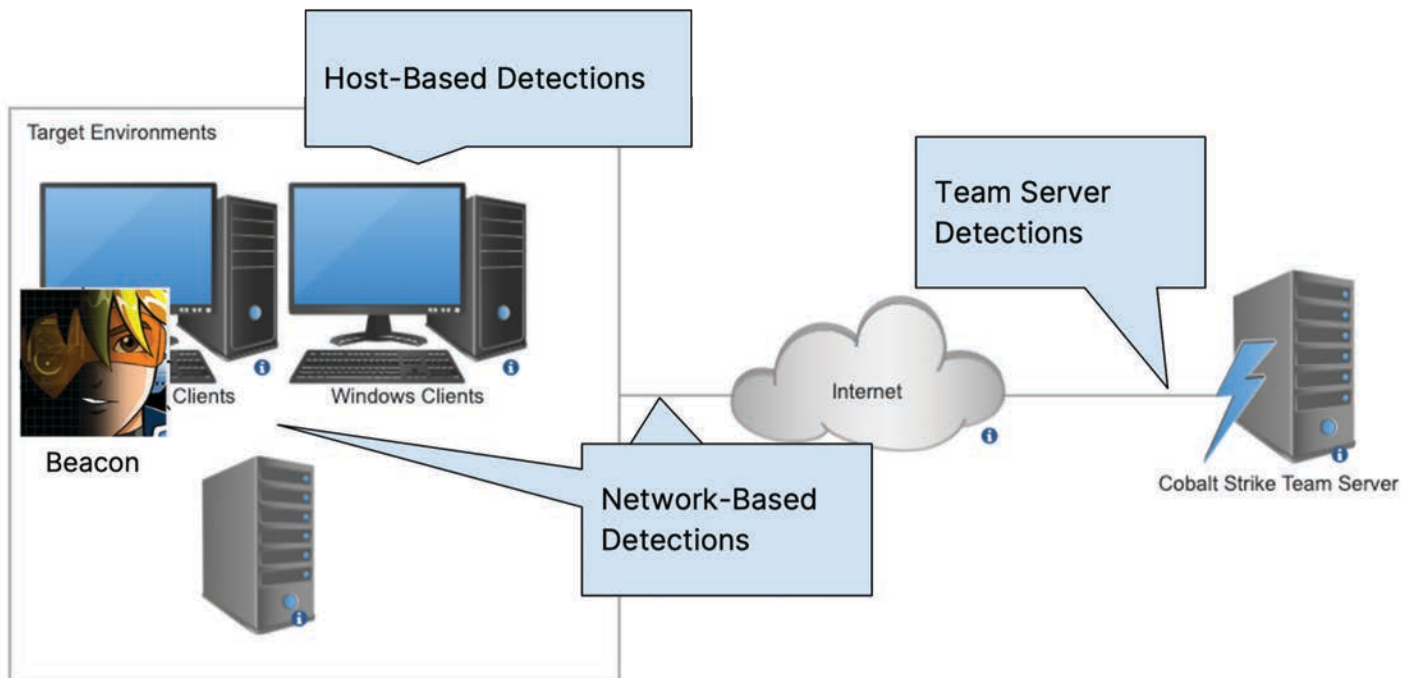 Host-Based Detections
Target Environments
Team Server
Detections
Clients
Windows Clients
Internet
Beacon
Network-Based
Detections
Cobalt Strike Team Server